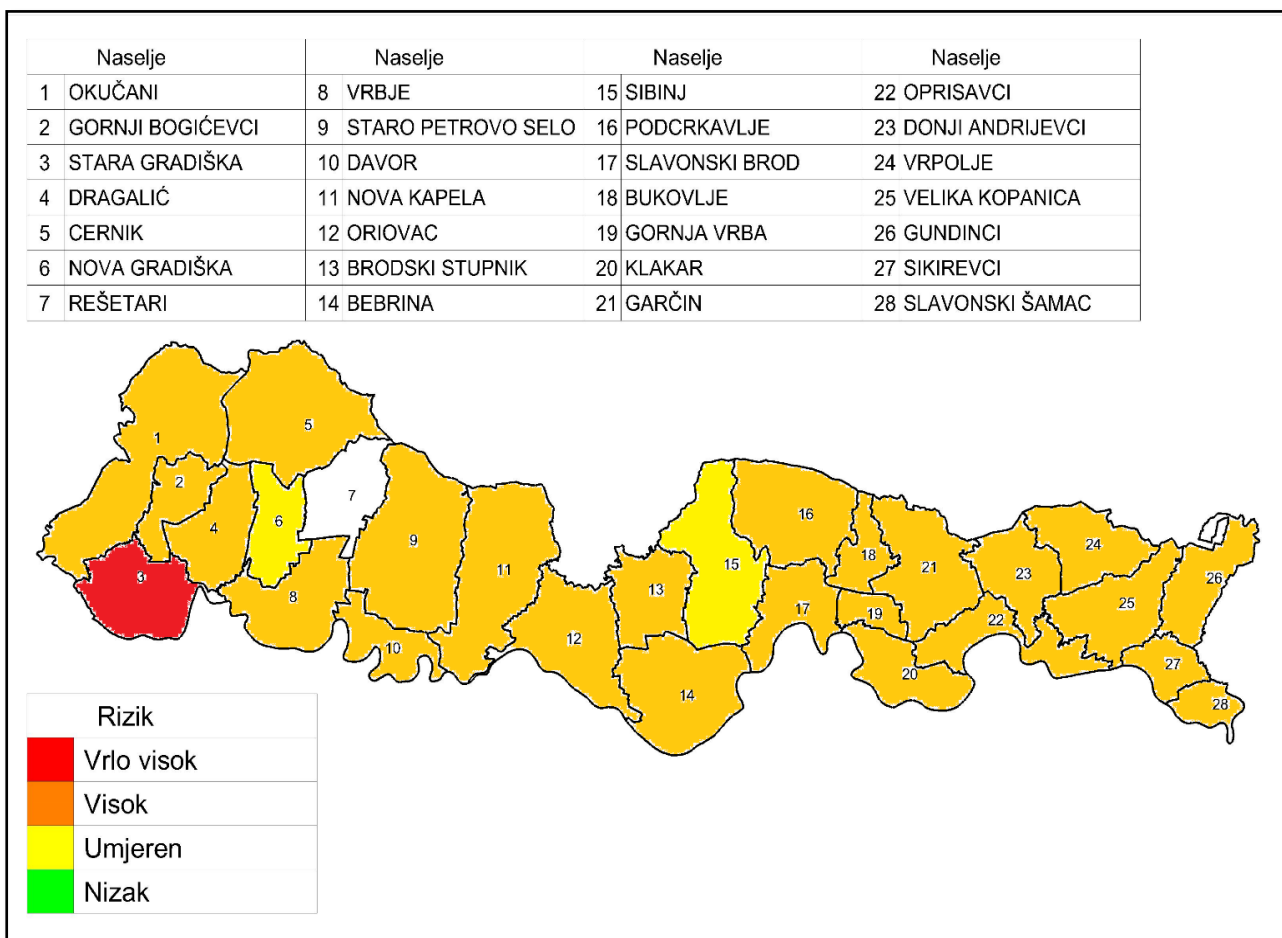 Naselje Naselje Naselje Naselje
1 OKUČANI 8 VRBJE 15 SIBINJ 22 OPRISAVCI
2 GORNJI BOGIĆEVCI 9 STARO PETROVO SELO 16 PODCRKAVLJE 23 DONJI ANDRIJEVCI
3 STARA GRADIŠKA 10 DAVOR 17 SLAVONSKI BROD 24 VRPOLJE
4 DRAGALIĆ 11 NOVA KAPELA 18 BUKOVLJE 25 VELIKA KOPANICA
5 CERNIK 12 ORIOVAC 19 GORNJA VRBA 26 GUNDINCI
6 NOVA GRADIŠKA 13 BRODSKI STUPNIK 20 KLAKAR 27 SIKIREVCI
7 REŠETARI 14 BEBRINA 21 GARČIN 28 SLAVONSKI ŠAMAC
5
1
2
7
16
4
6
9
24
18
15
21
11
23
3
26
13
8
25
17
19
22
12
10
27
20
14
28
Rizik
Vrlo visok
Visok
Umjeren
Nizak